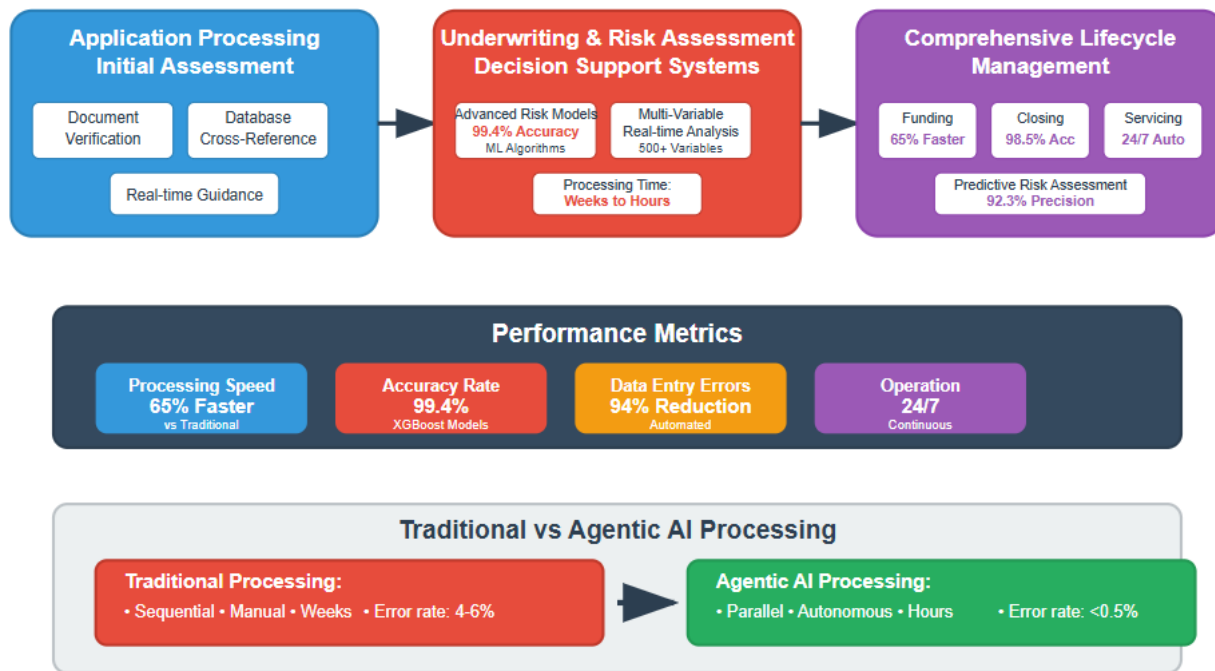 Application Processing
Initial Assessment
Document
Verification
Database
Cross-Reference
Real-time Guidance
Underwriting & Risk Assessment
Decision Support Systems
Advanced Risk Models
99.4% Accuracy
ML Algorithms
Multi-Variable
Real-time Analysis
500+ Variables
Processing Time:
Weeks to Hours
Comprehensive Lifecycle
Management
Funding
65% Faster
Closing
98.5% Acc
Servicing
24/7 Auto
Predictive Risk Assessment
92.3% Precision
Performance Metrics
Processing Speed
65% Faster
vs Traditional
Accuracy Rate
99.4%
XGBoost Models
Data Entry Errors
94% Reduction
Automated
Operation
24/7
Continuous
Traditional vs Agentic AI Processing
Traditional Processing:
• Sequential • Manual • Weeks • Error rate: 4-6%
Agentic AI Processing:
• Parallel • Autonomous • Hours • Error rate: <0.5%